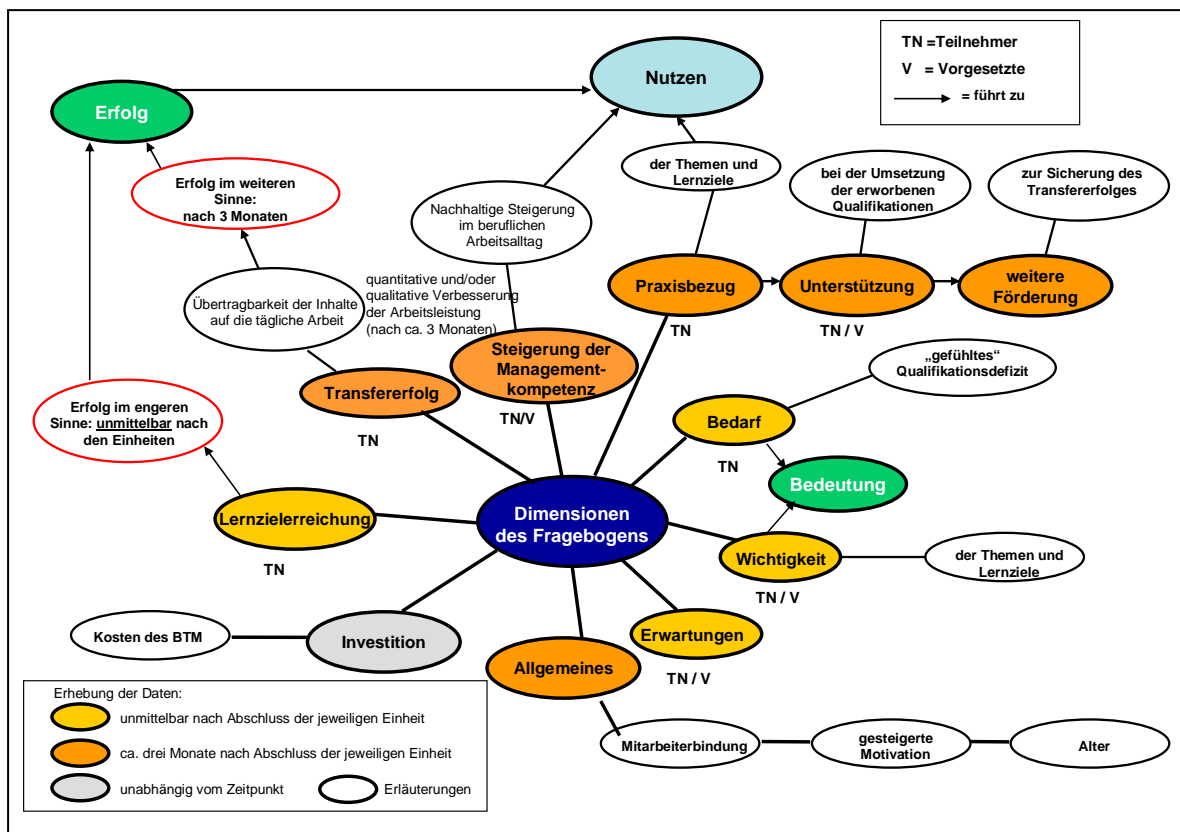 TN =Teilnehmer
V = Vorgesetzte
= führt zu
Nutzen
Erfolg
der Themen und
Lernziele
bei der Umsetzung
der erworbenen
Qualifikationen
zur Sicherung des
Transfererfolges
Erfolg im weiteren
Sinne:
nach 3 Monaten
Nachhaltige Steigerung
im beruflichen
Arbeitsalltag
Praxisbezug
TN
Unterstützung
TN / V
weitere
Förderung
Übertragbarkeit der Inhalte
auf die tägliche Arbeit
quantitative und/oder
qualitative Verbesserung
der Arbeitsleistung
(nach ca. 3 Monaten)
Steigerung der
Management-
kompetenz
TN/V
Transfererfolg
TN
„gefühltes“
Qualifikationsdefizit
Erfolg im engeren
Sinne: unmittelbar nach
den Einheiten
Bedarf
TN
Bedeutung
Dimensionen
des Fragebogens
Lernzielerreichung
TN
Wichtigkeit
TN / V
der Themen und
Lernziele
Kosten des BTM
Investition
Erwartungen
TN / V
Allgemeines
Mitarbeiterbindung
gesteigerte
Motivation
Alter
Erhebung der Daten:
unmittelbar nach Abschluss der jeweiligen Einheit
ca. drei Monate nach Abschluss der jeweiligen Einheit
unabhängig vom Zeitpunkt
Erläuterungen